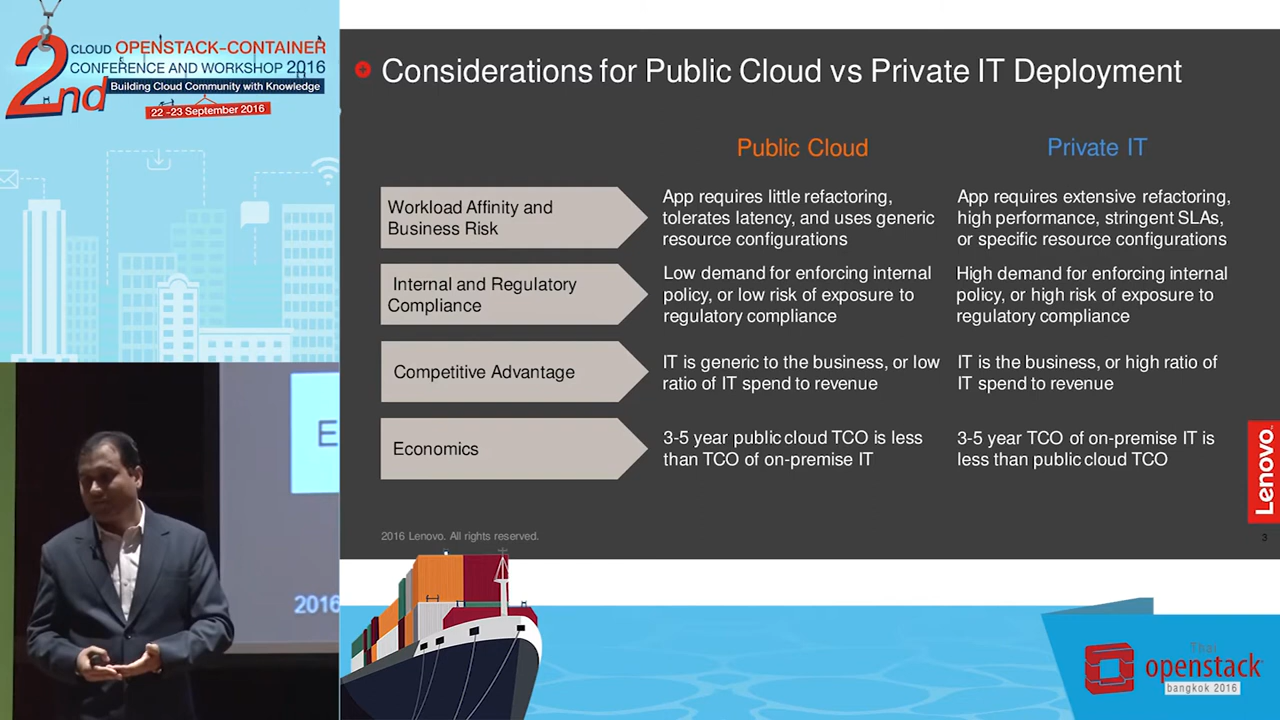 2nd
CLOUD OPENSTACK-CONTAINER
CONFERENCE AND WORKSHOP 2016
Building Cloud Community with Knowledge
22 -23 September 2016
Considerations for Public Cloud vs Private IT Deployment
Public Cloud
Private IT
Workload Affinity and
Business Risk
App requires little refactoring,
tolerates latency, and uses generic
resource configurations
App requires extensive refactoring,
high performance, stringent SLAs,
or specific resource configurations
Internal and Regulatory
Compliance
Low demand for enforcing internal
policy, or low risk of exposure to
regulatory compliance
High demand for enforcing internal
policy, or high risk of exposure to
regulatory compliance
Competitive Advantage
IT is generic to the business, or low
ratio of IT spend to revenue
IT is the business, or high ratio of
IT spend to revenue
Economics
3-5 year public cloud TCO is less
than TCO of on-premise IT
3-5 year TCO of on-premise IT is
less than public cloud TCO
Lenovo
2016 Lenovo. All rights reserved.
3
E
2016
Thai
openstack
bangkok 2016